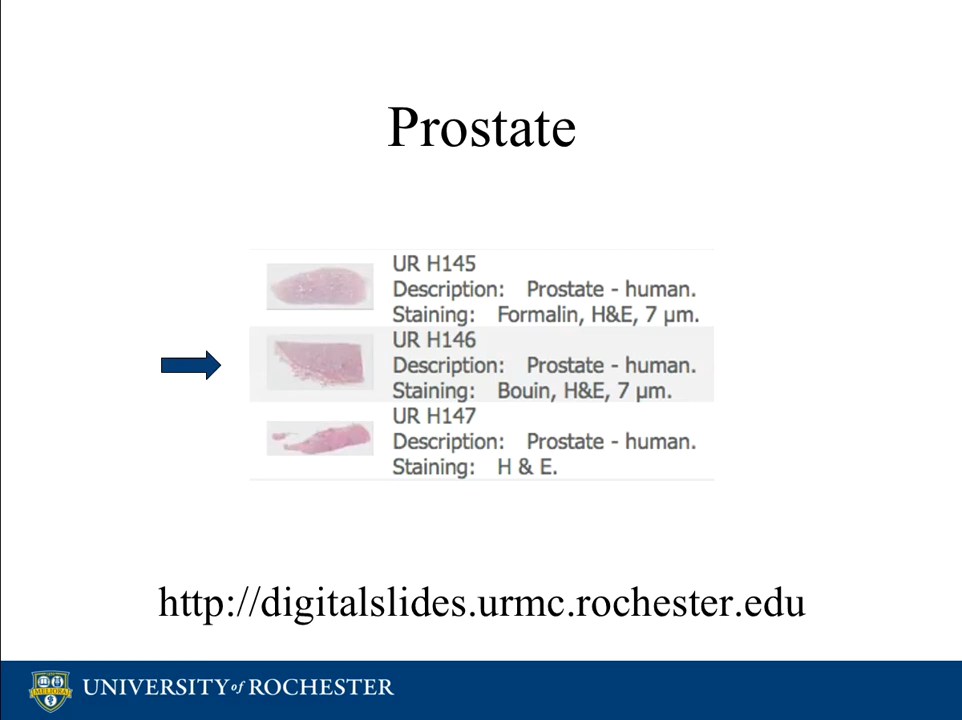 Prostate
UR H145
Description: Prostate - human.
Staining: Formalin, H&E, 7 µm.
UR H146
Description: Prostate - human.
Staining: Bouin, H&E, 7 µm.
UR H147
Description: Prostate - human.
Staining: H & E.
http://digitalslides.urmc.rochester.edu
MELIORA
UNIVERSITY of ROCHESTER